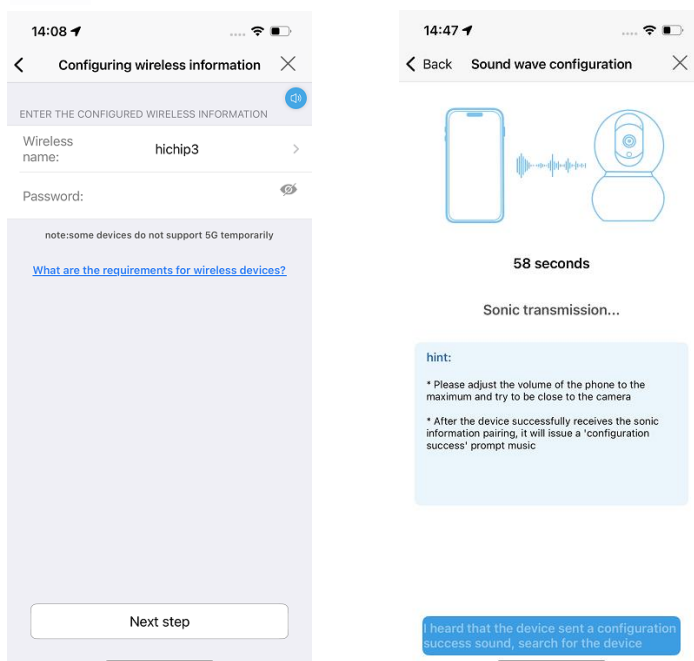 14:08
Configuring wireless information
ENTER THE CONFIGURED WIRELESS INFORMATION
Wireless
name:
hichip3
Password:
note:some devices do not support 5G temporarily
What are the requirements for wireless devices?
Next step
14:47
Back
Sound wave configuration
58 seconds
Sonic transmission...
hint:
* Please adjust the volume of the phone to the
maximum and try to be close to the camera
* After the device successfully receives the sonic
information pairing, it will issue a 'configuration
success' prompt music
I heard that the device sent a configuration
success sound, search for the device